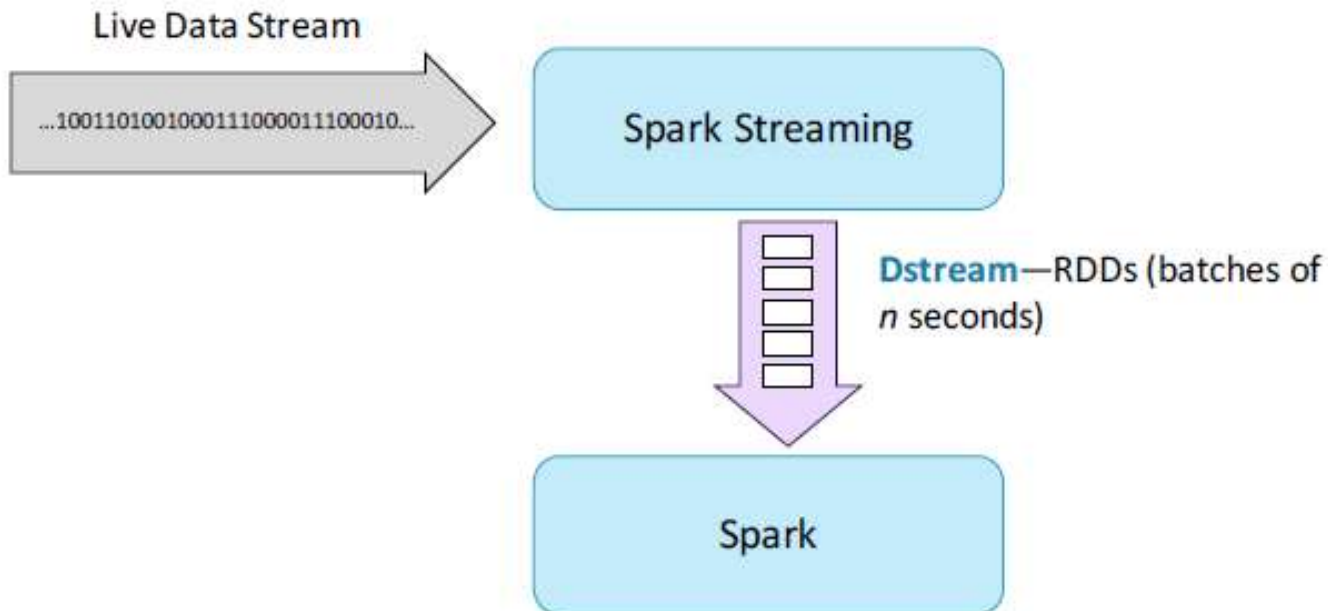 Live Data Stream
...1001101001000111000011100010...
Spark Streaming
Dstream—RDDs (batches of
n seconds)
Spark